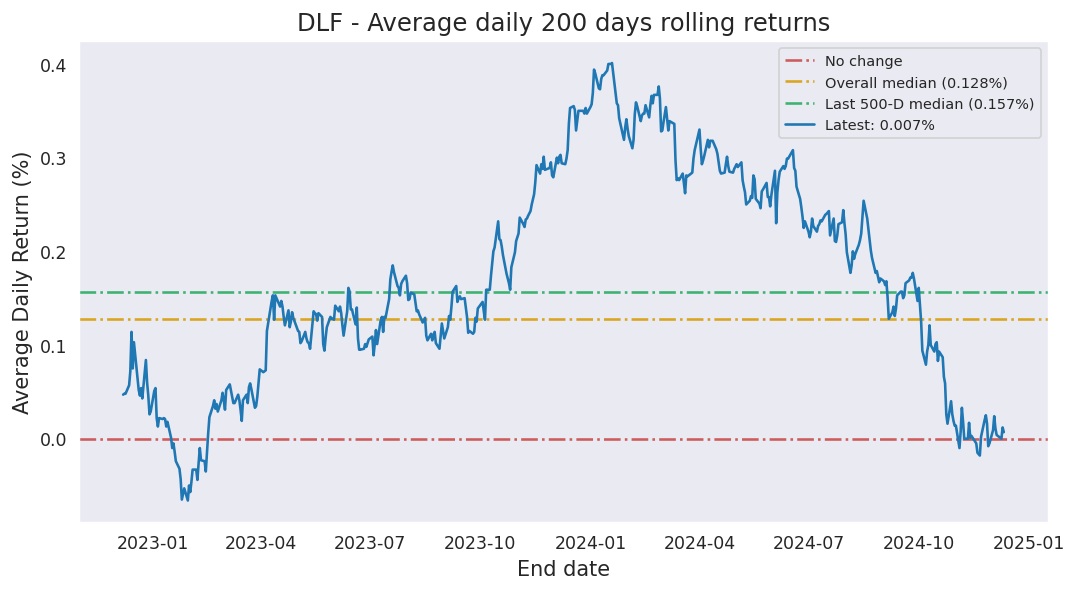 DLF - Average daily 200 days rolling returns
No change
Overall median (0.128%)
Last 500-D median (0.157%)
Latest: 0.007%
Average Daily Return (%)
0.4
0.3
0.2
0.1
0.0
2023-01 2023-04 2023-07 2023-10 2024-01 2024-04 2024-07 2024-10 2025-01
End date